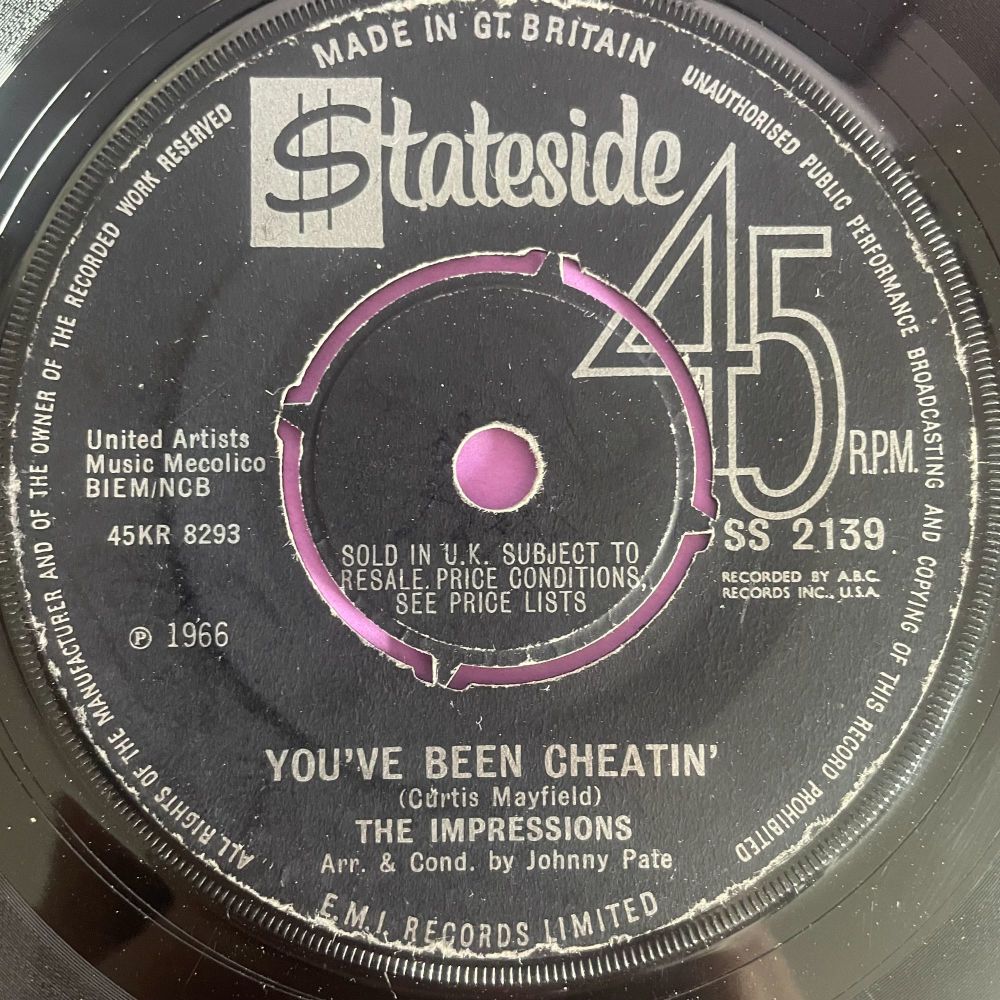 MADE IN GT. BRITAIN
UNAUTHORISED PUBLIC PERFORMANCE BROADCASTING AND COPYING OF THIS RECORD PROHIBITED
ALL RIGHTS OF THE MANUFACTURER AND OF THE OWNER OF THE RECORDED WORK RESERVED
$tateside
45
R.P.M.
United Artists
Music Mecolico
BIEM/NCB
45KR 8293
℗ 1966
SOLD IN U.K. SUBJECT TO
RESALE PRICE CONDITIONS,
SEE PRICE LISTS
SS 2139
RECORDED BY A.B.C.
RECORDS INC., U.S.A.
YOU'VE BEEN CHEATIN'
(Curtis Mayfield)
THE IMPRESSIONS
Arr. & Cond. by Johnny Pate
E.M.I. RECORDS LIMITED